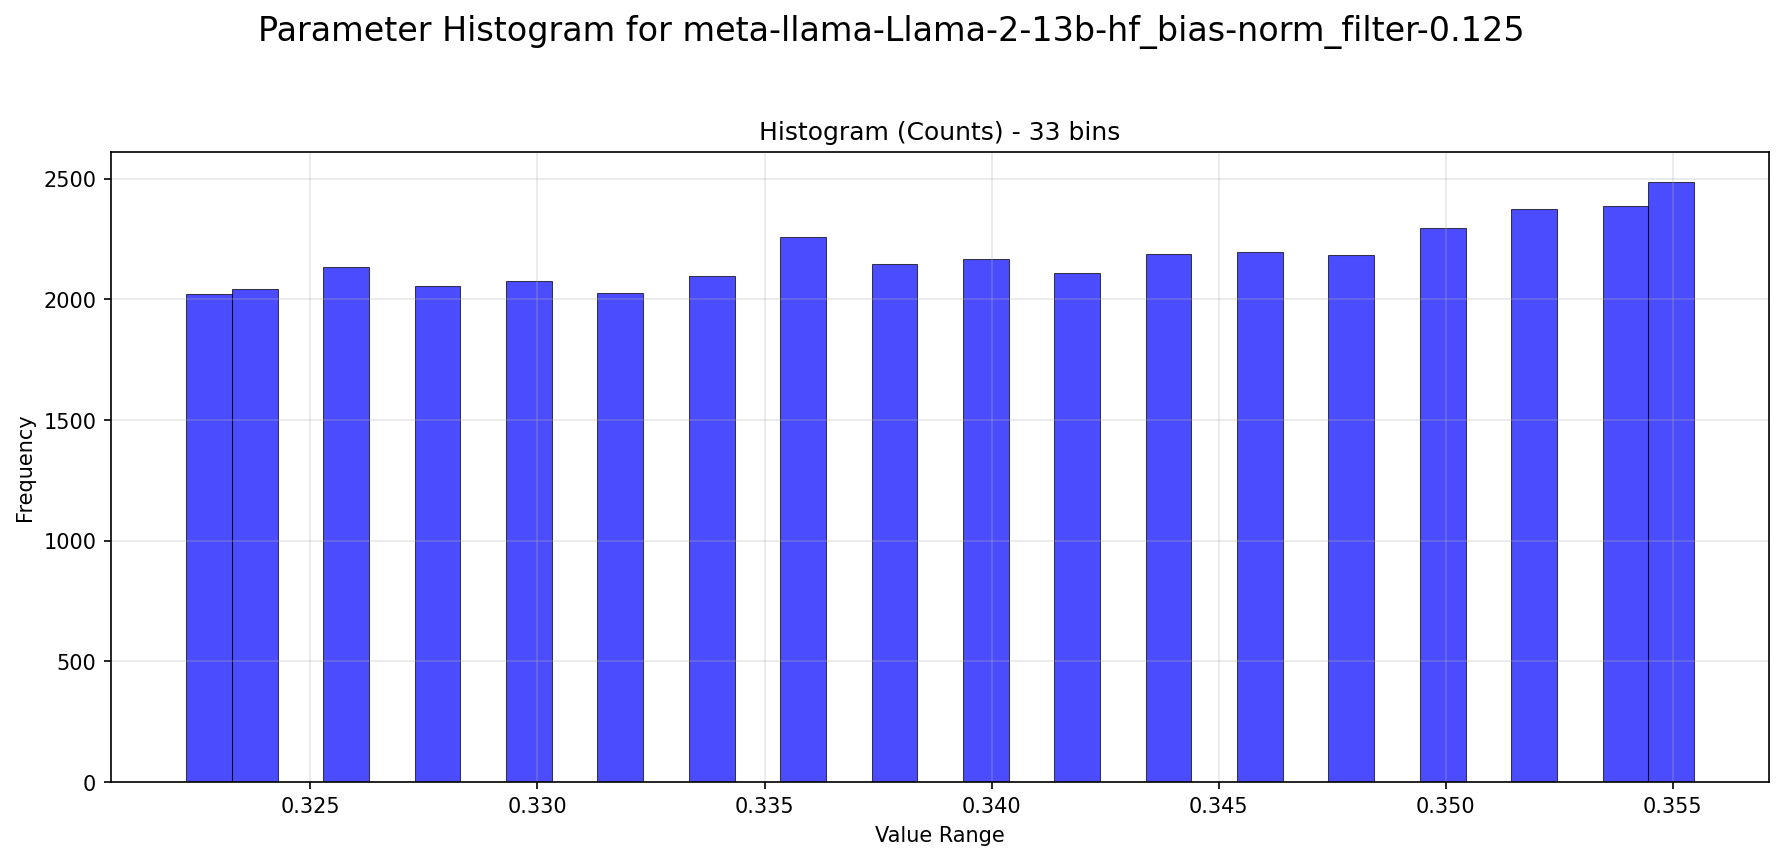 Parameter Histogram for meta-llama-Llama-2-13b-hf_bias-norm_filter-0.125
Histogram (Counts) - 33 bins
Frequency
2500
2000
1500
1000
500
0
0.325 0.330 0.335 0.340 0.345 0.350 0.355
Value Range